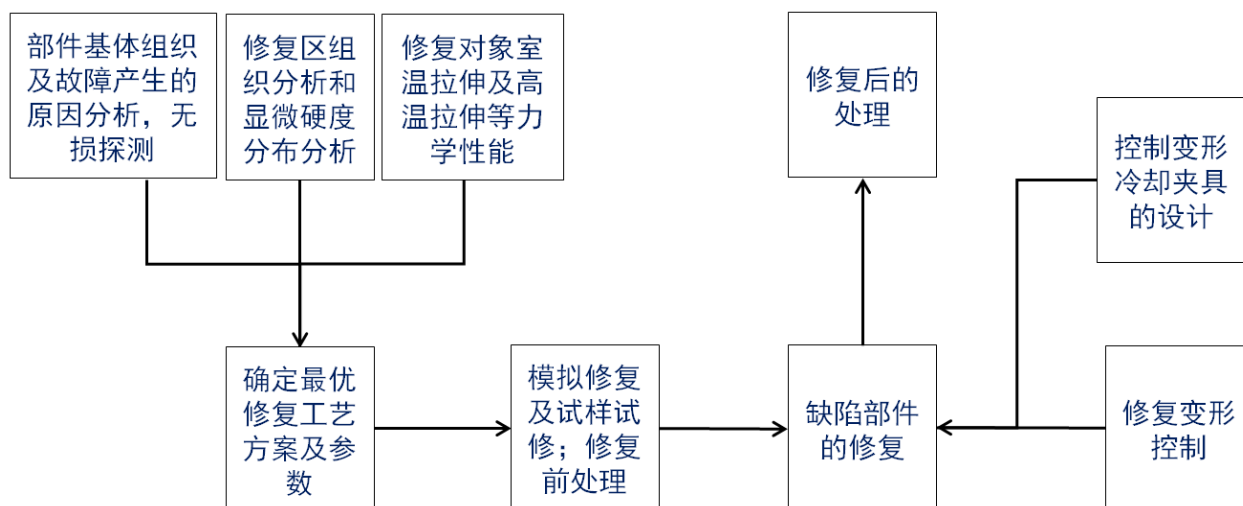 部件基体组织
及故障产生的
原因分析，无
损探测
修复区组
织分析和
显微硬度
分布分析
修复对象室
温拉伸及高
温拉伸等力
学性能
修复后的
处理
控制变形
冷却夹具
的设计
确定最优
修复工艺
方案及参
数
模拟修复
及试样试
修；修复
前处理
缺陷部件
的修复
修复变形
控制